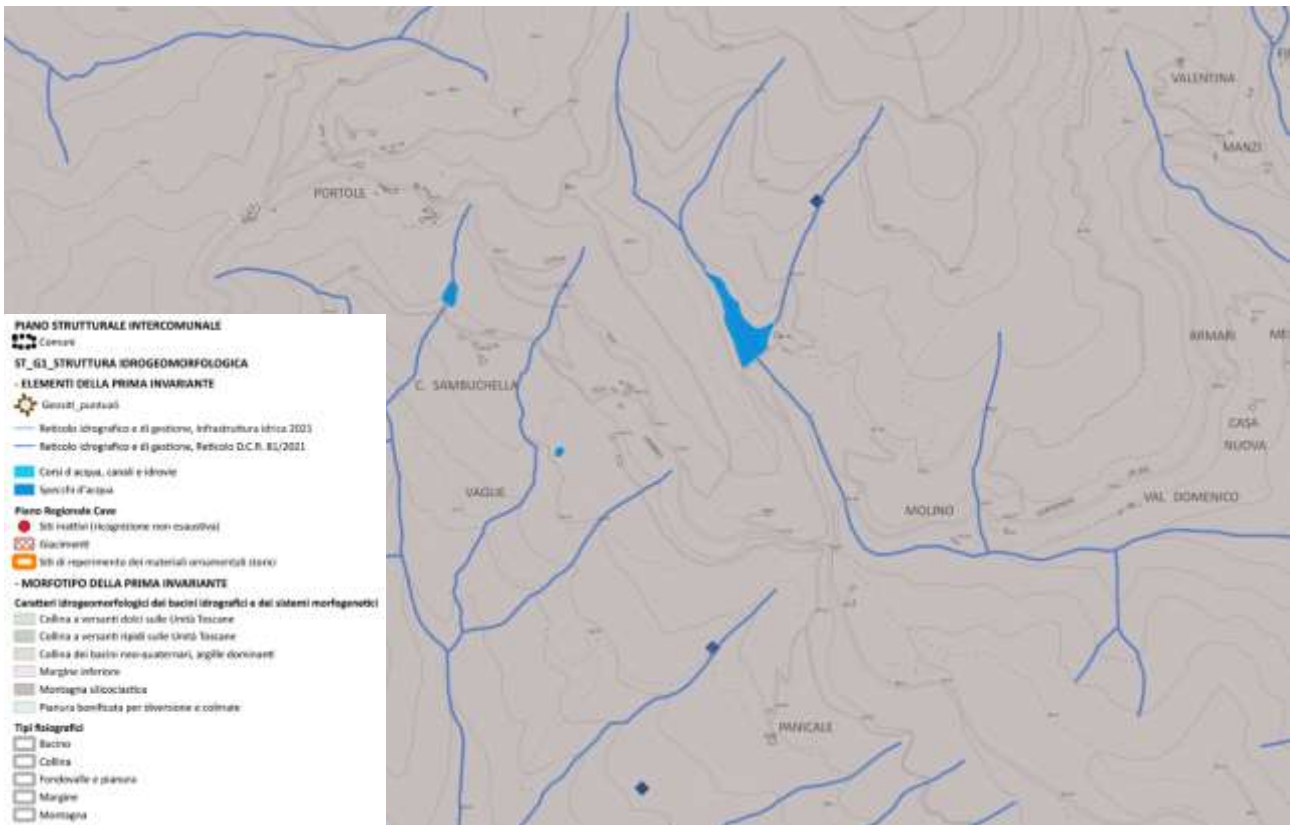 VALENTINA
MANZI
PORTOLE
ARMARI
C. SAMBUCHELLA
CASA
NUOVA
VAGLIE
VAL DOMENICO
MOLINO
PANICALE
PIANO STRUTTURALE INTERCOMUNALE
Comuni
ST_G1_STRUTTURA IDROGEOMORFOLOGICA
- ELEMENTI DELLA PRIMA INVARIANTE
Geositi_puntuali
Reticolo idrografico e di gestione, Infrastruttura idrica 2021
Reticolo idrografico e di gestione, Reticolo D.C.R. 81/2021
Corsi d acqua, canali e idrovie
Specchi d'acqua
Piano Regionale Cave
Siti inattivi (ricognizione non esaustiva)
Giacimenti
Siti di reperimento dei materiali ornamentali storici
- MORFOTIPO DELLA PRIMA INVARIANTE
Caratteri idrogeomorfologici dei bacini idrografici e dei sistemi morfogenetici
Collina a versanti dolci sulle Unità Toscane
Collina a versanti ripidi sulle Unità Toscane
Collina dei bacini neo-quaternari, argille dominanti
Margine inferiore
Montagna silicoclastica
Pianura bonificata per diversione e colmate
Tipi fisiografici
Bacino
Collina
Fondovalle e pianura
Margine
Montagna